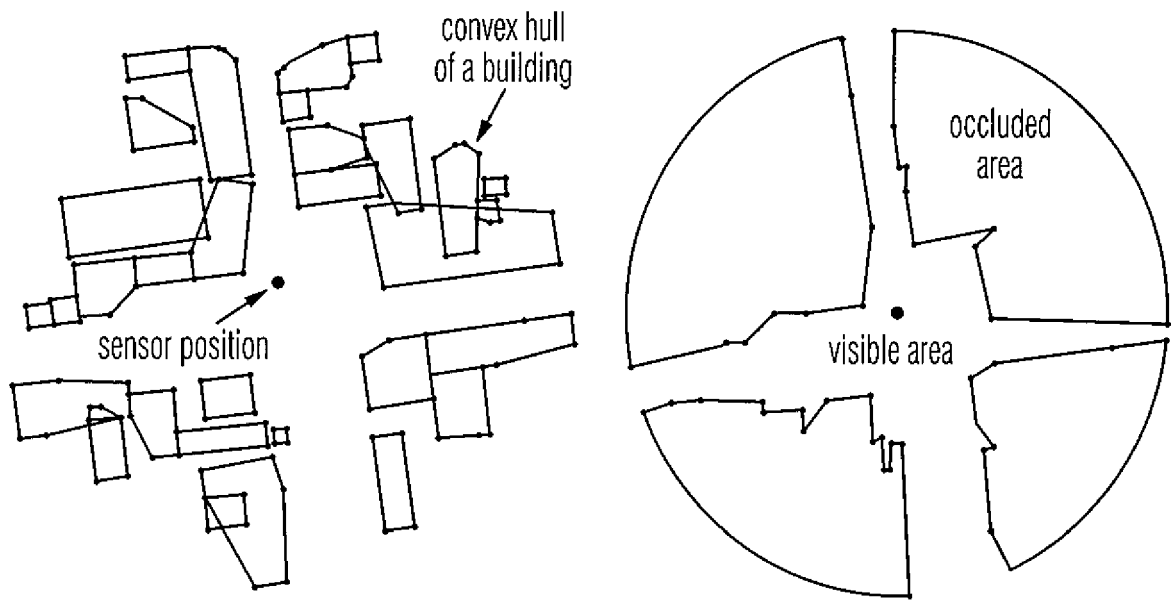 convex hull
of a building
sensor position
occluded
area
visible area